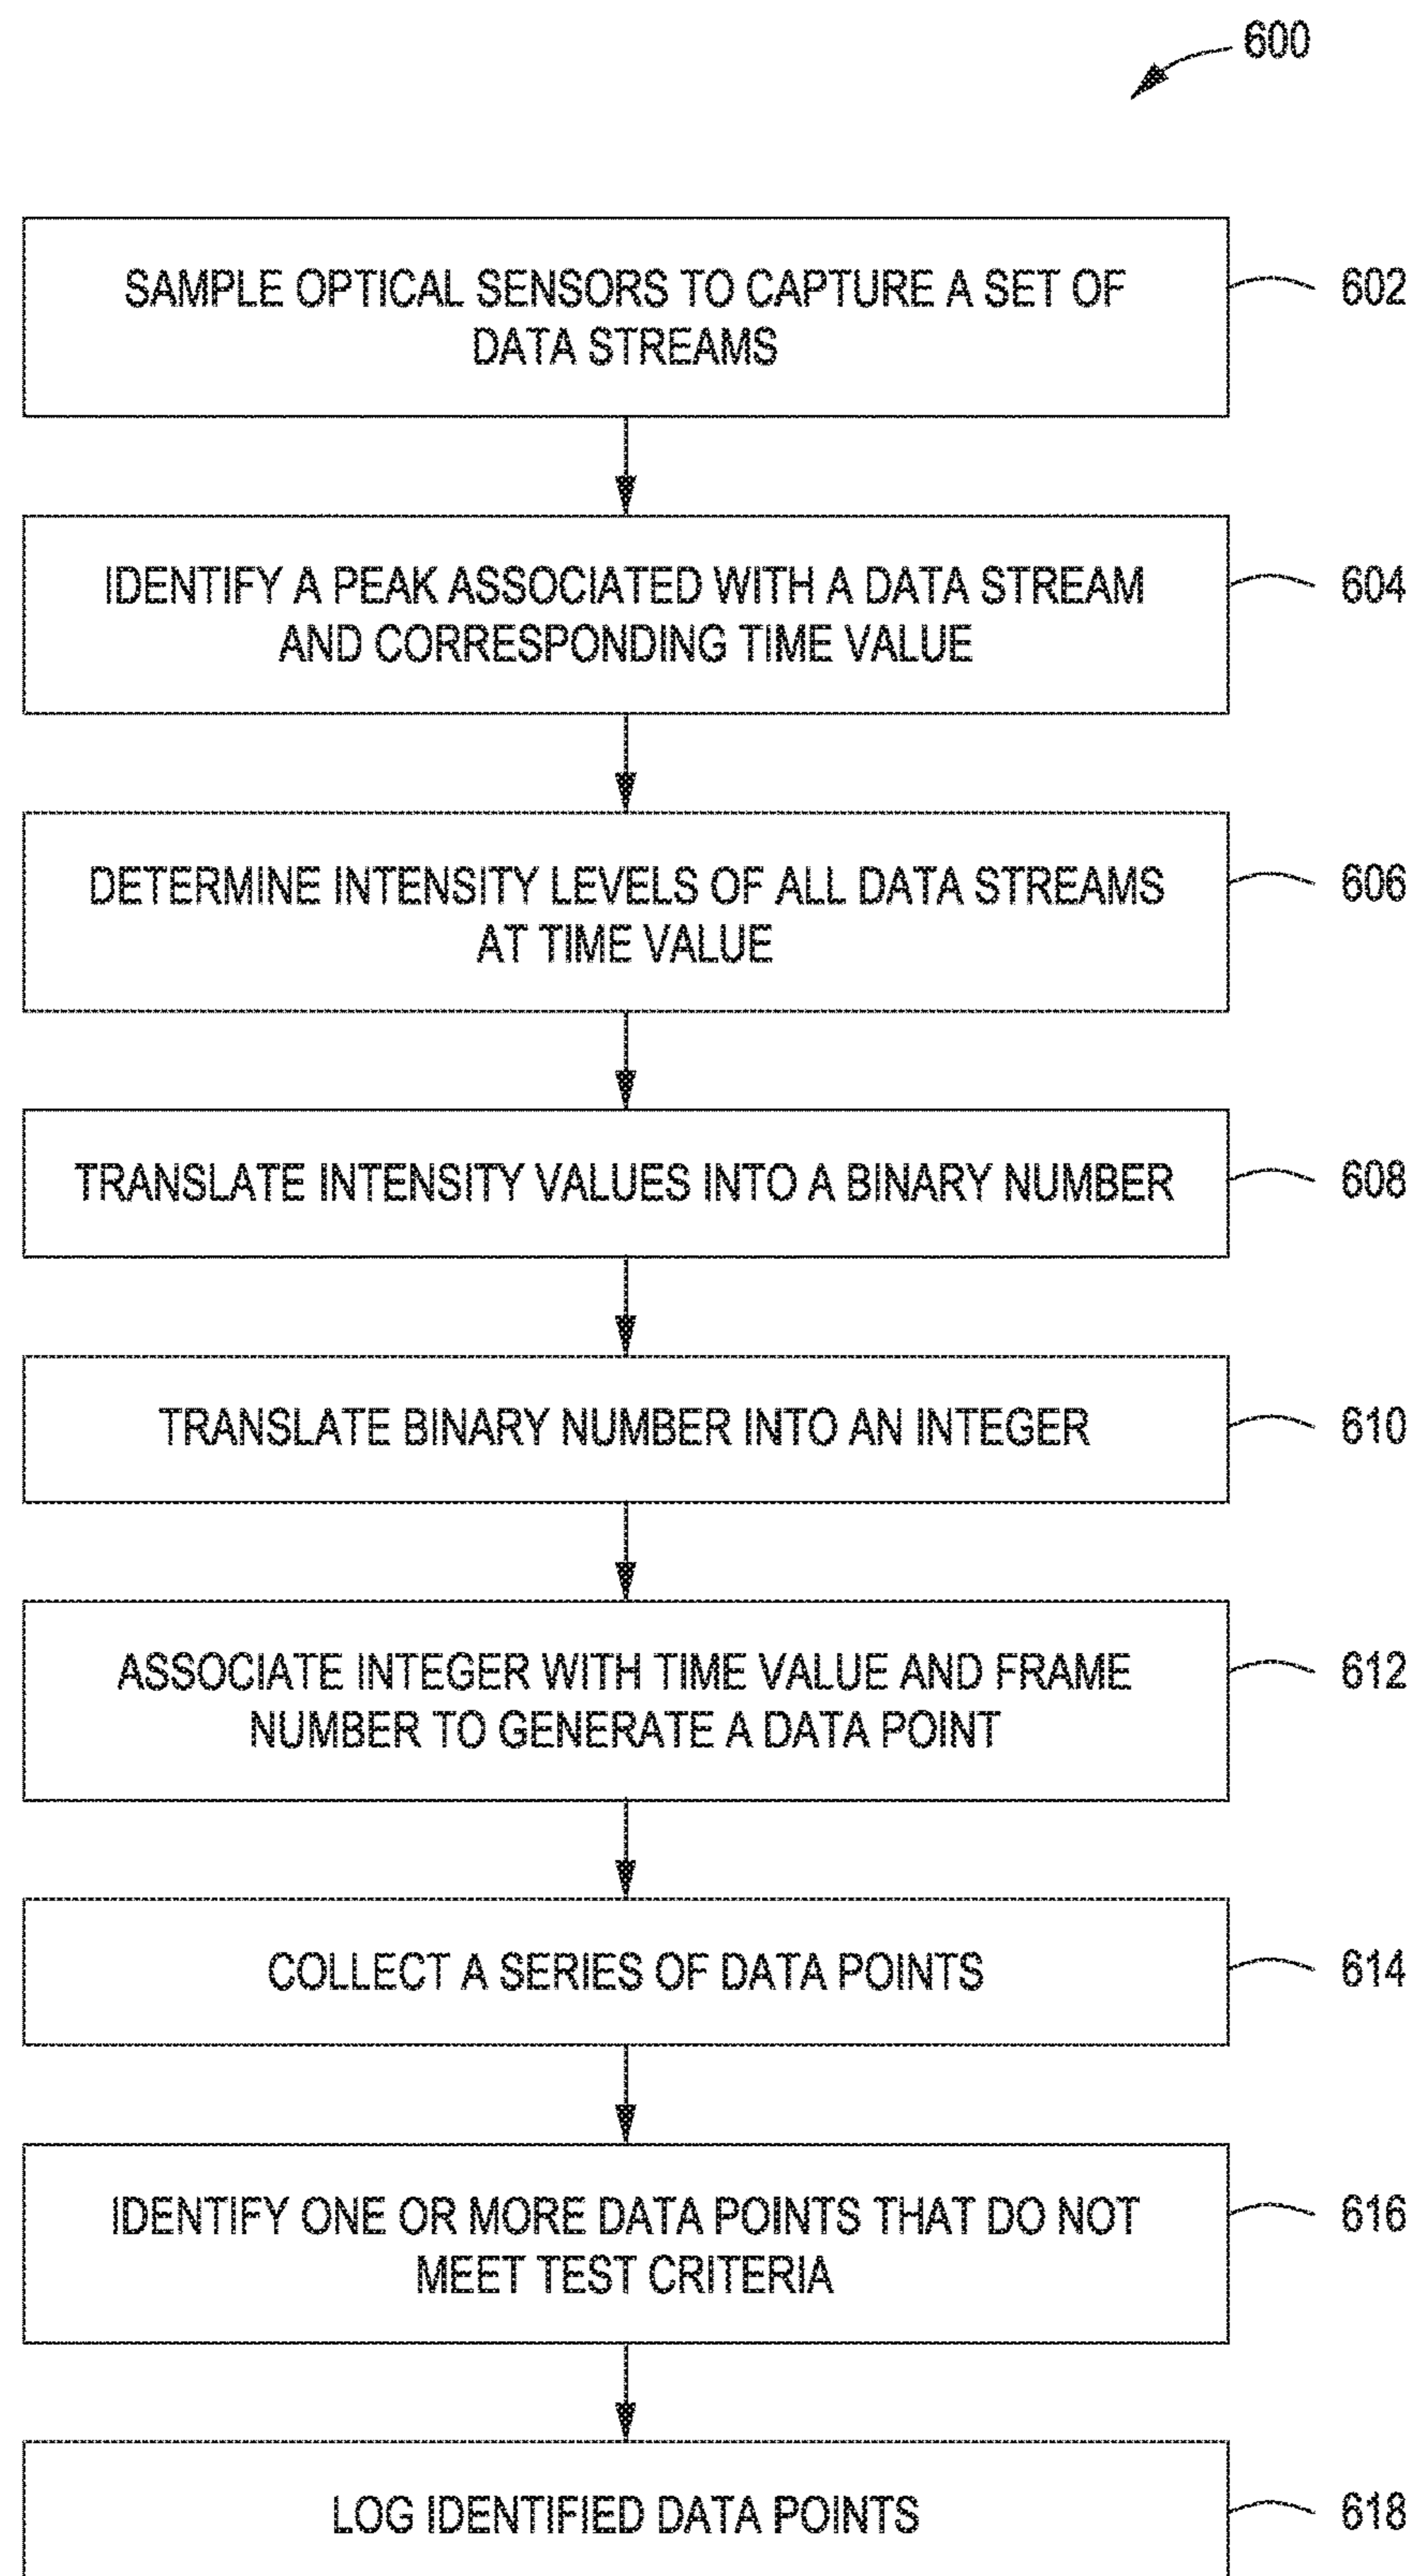 600
SAMPLE OPTICAL SENSORS TO CAPTURE A SET OF
DATA STREAMS
602
IDENTIFY A PEAK ASSOCIATED WITH A DATA STREAM
AND CORRESPONDING TIME VALUE
604
DETERMINE INTENSITY LEVELS OF ALL DATA STREAMS
AT TIME VALUE
606
TRANSLATE INTENSITY VALUES INTO A BINARY NUMBER
608
TRANSLATE BINARY NUMBER INTO AN INTEGER
610
ASSOCIATE INTEGER WITH TIME VALUE AND FRAME
NUMBER TO GENERATE A DATA POINT
612
COLLECT A SERIES OF DATA POINTS
614
IDENTIFY ONE OR MORE DATA POINTS THAT DO NOT
MEET TEST CRITERIA
616
LOG IDENTIFIED DATA POINTS
618